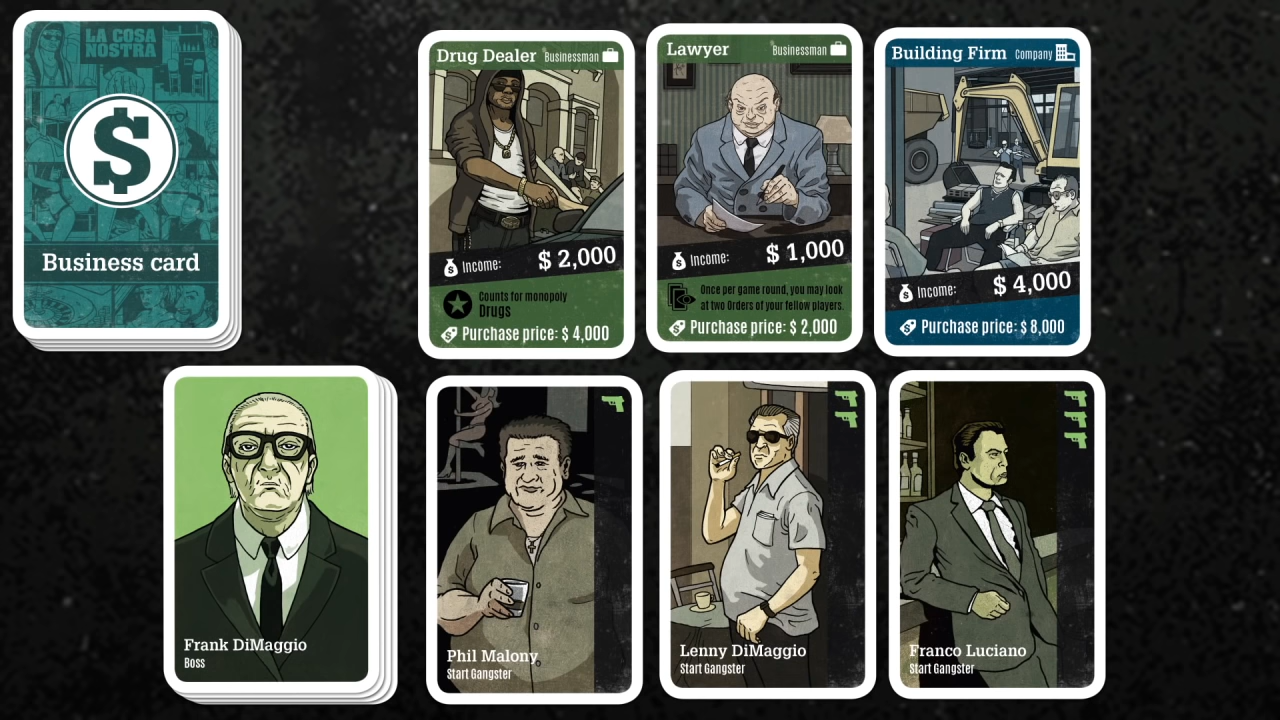 LA COSA
NOSTRA
$
Business card
Drug Dealer Businessman
Income: $ 2,000
Counts for monopoly
Drugs
Purchase price: $ 4,000
Lawyer Businessman
Income: $ 1,000
Once per game round, you may look
at two Orders of your fellow players.
Purchase price: $ 2,000
Building Firm Company
Income: $ 4,000
Purchase price: $ 8,000
Frank DiMaggio
Boss
Phil Malony
Start Gangster
Lenny DiMaggio
Start Gangster
Franco Luciano
Start Gangster